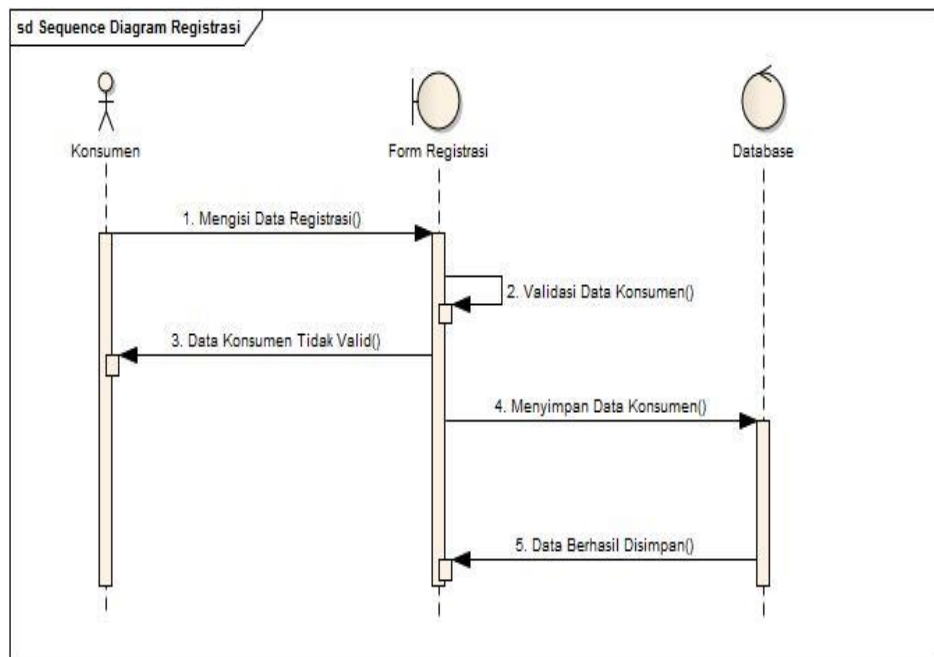 sd Sequence Diagram Registrasi
Konsumen
Form Registrasi
Database
1. Mengisi Data Registrasi()
2. Validasi Data Konsumen()
3. Data Konsumen Tidak Valid()
4. Menyimpan Data Konsumen()
5. Data Berhasil Disimpan()